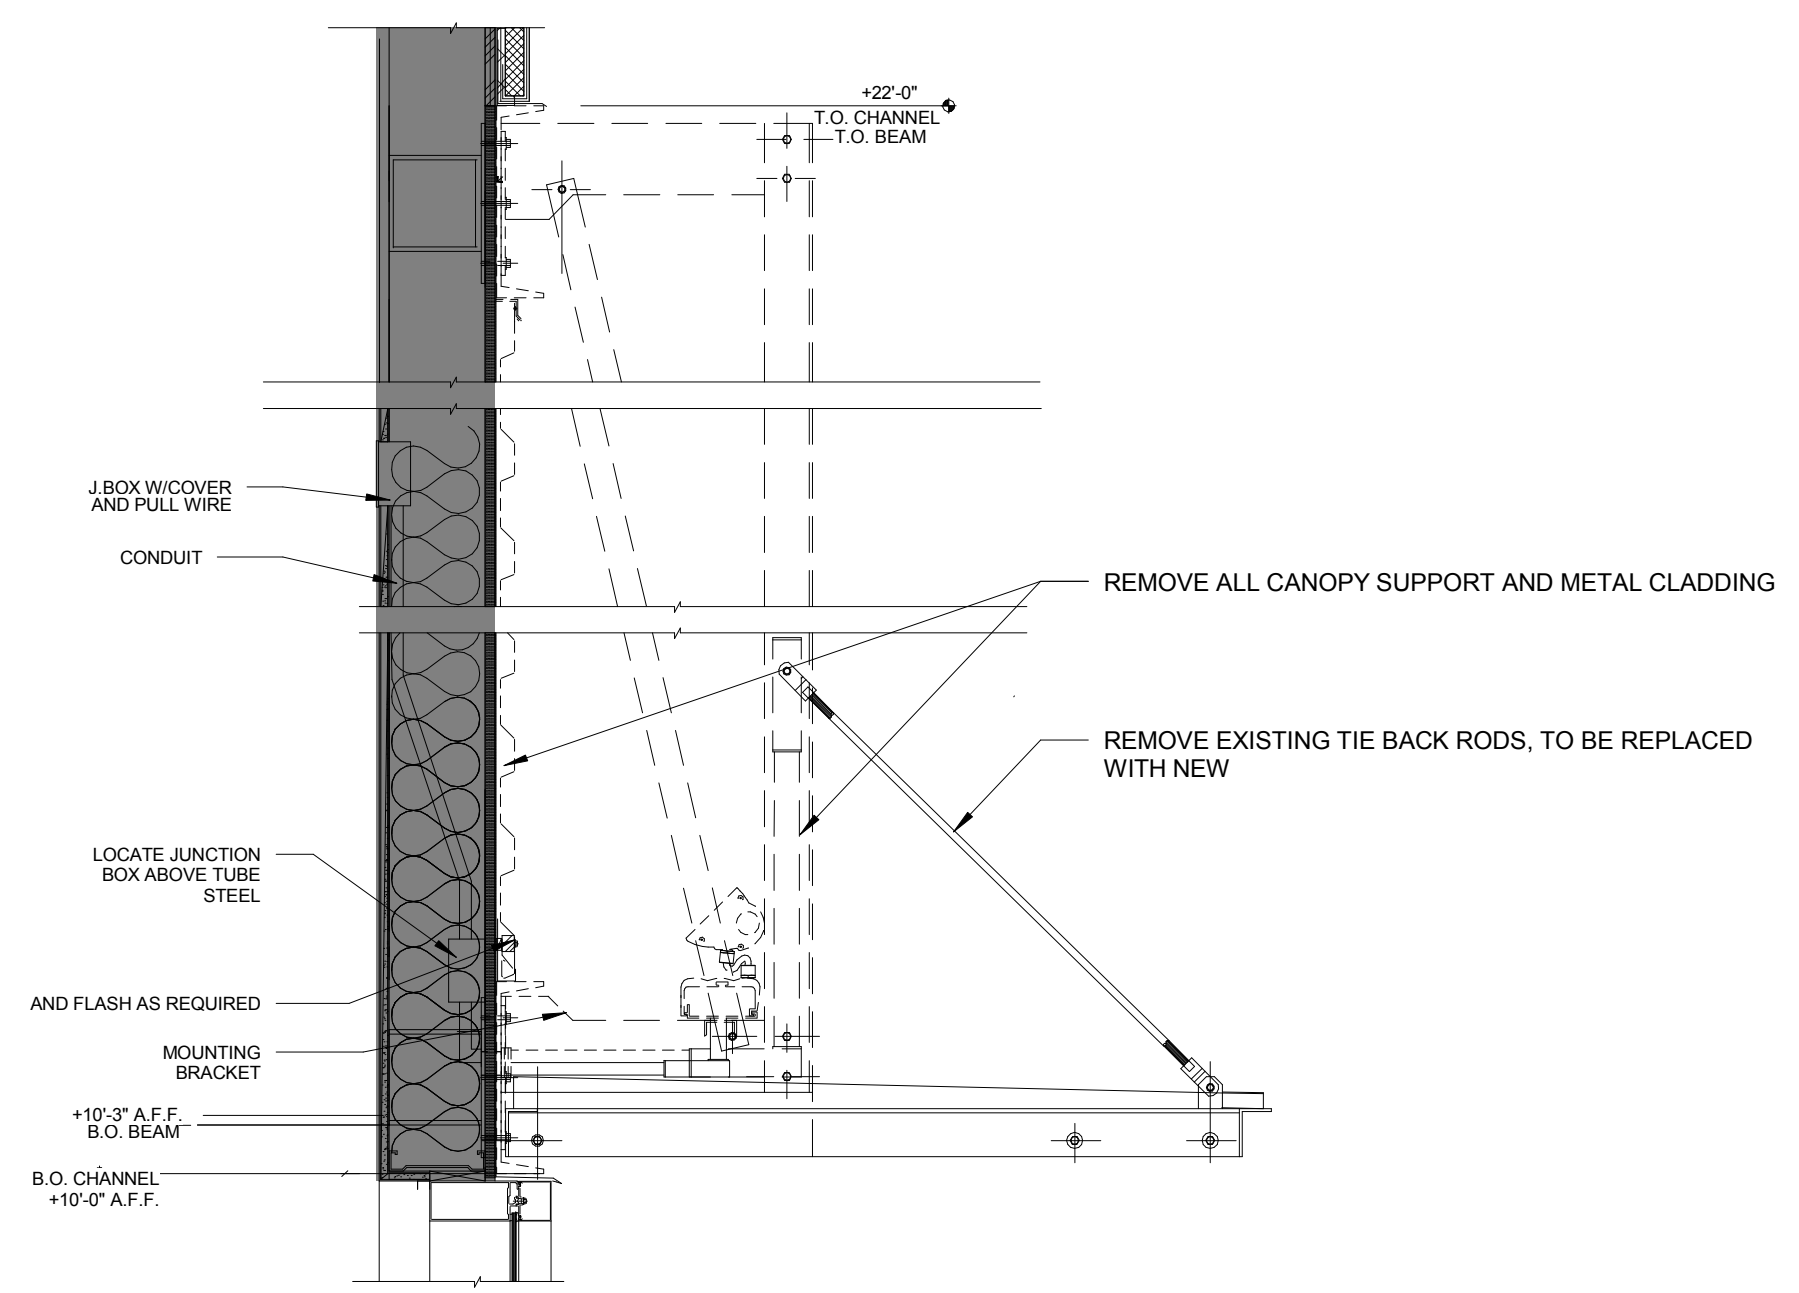 +22'-0"
T.O. CHANNEL
T.O. BEAM
J.BOX W/COVER
AND PULL WIRE
CONDUIT
REMOVE ALL CANOPY SUPPORT AND METAL CLADDING
REMOVE EXISTING TIE BACK RODS, TO BE REPLACED
WITH NEW
LOCATE JUNCTION
BOX ABOVE TUBE
STEEL
AND FLASH AS REQUIRED
MOUNTING
BRACKET
+10'-3" A.F.F.
B.O. BEAM
B.O. CHANNEL
+10'-0" A.F.F.